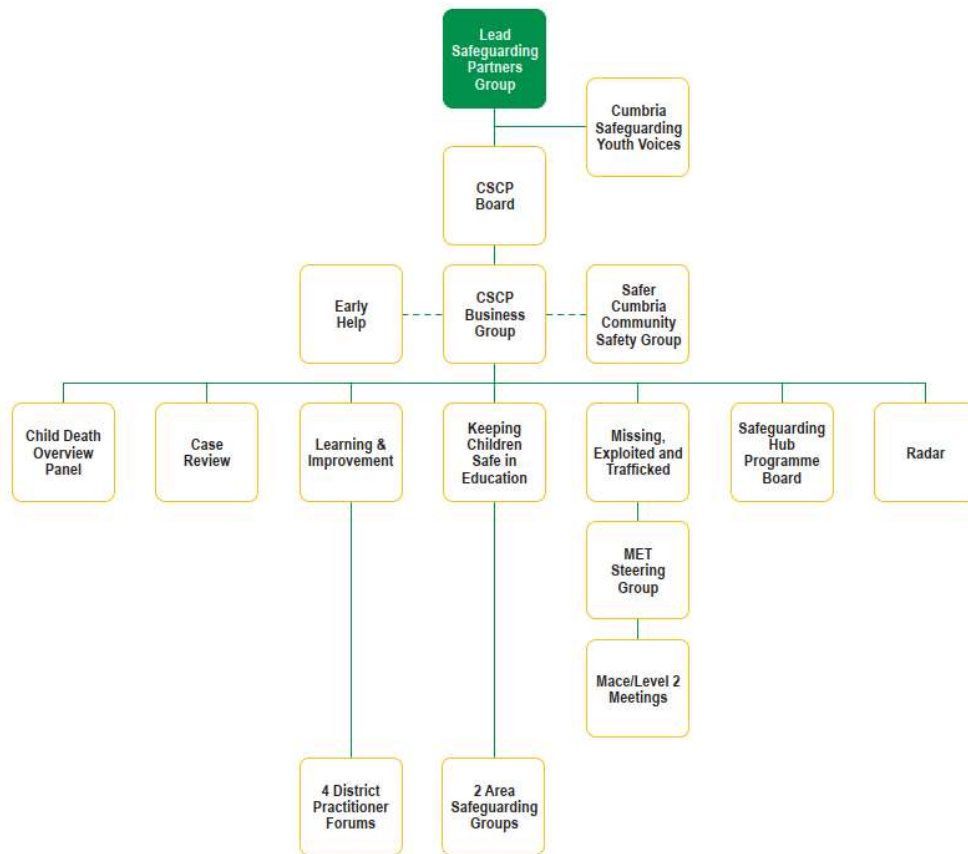 Lead
Safeguarding
Partners
Group
Cumbria
Safeguarding
Youth Voices
CSCP
Board
Early
Help
CSCP
Business
Group
Safer
Cumbria
Community
Safety Group
Child Death
Overview
Panel
Case
Review
Learning &
Improvement
Keeping
Children
Safe in
Education
Missing,
Exploited and
Trafficked
Safeguarding
Hub
Programme
Board
Radar
MET
Steering
Group
Mace/Level 2
Meetings
4 District
Practitioner
Forums
2 Area
Safeguarding
Groups